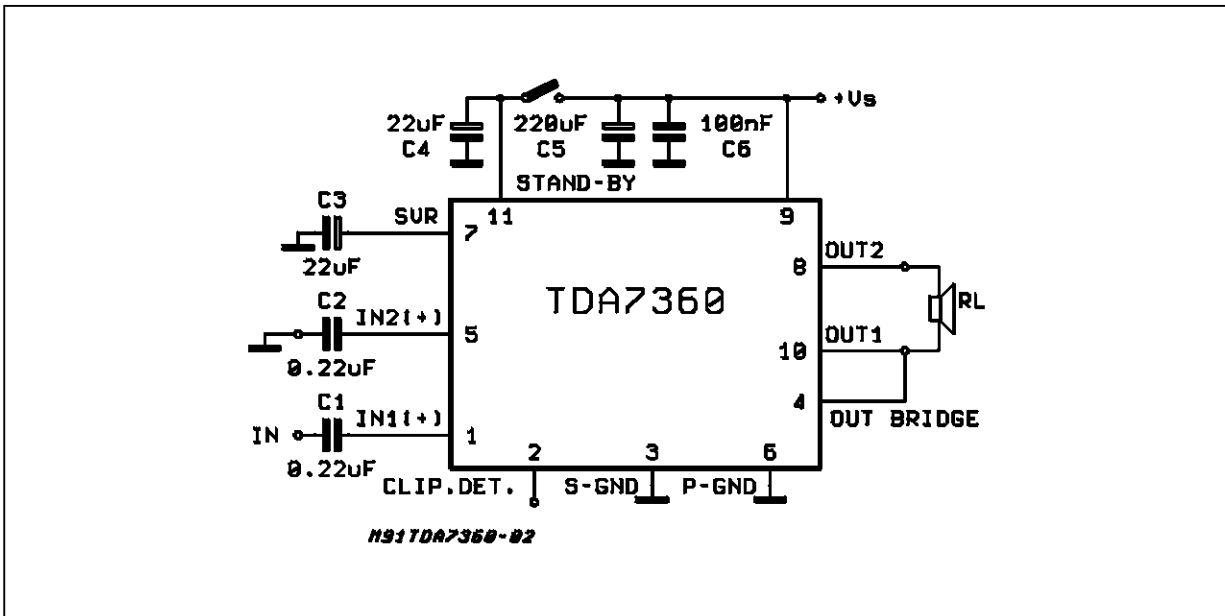 +Vs
22uF
C4
220uF
C5
100nF
C6
STAND-BY
C3
22uF
SVR
7
11
9
C2
0.22uF
IN2(+)
5
TDA7360
8
OUT2
RL
10
OUT1
4
OUT BRIDGE
C1
IN
0.22uF
IN1(+)
1
2
3
6
CLIP.DET.
S-GND
P-GND
M91TDA7360-02